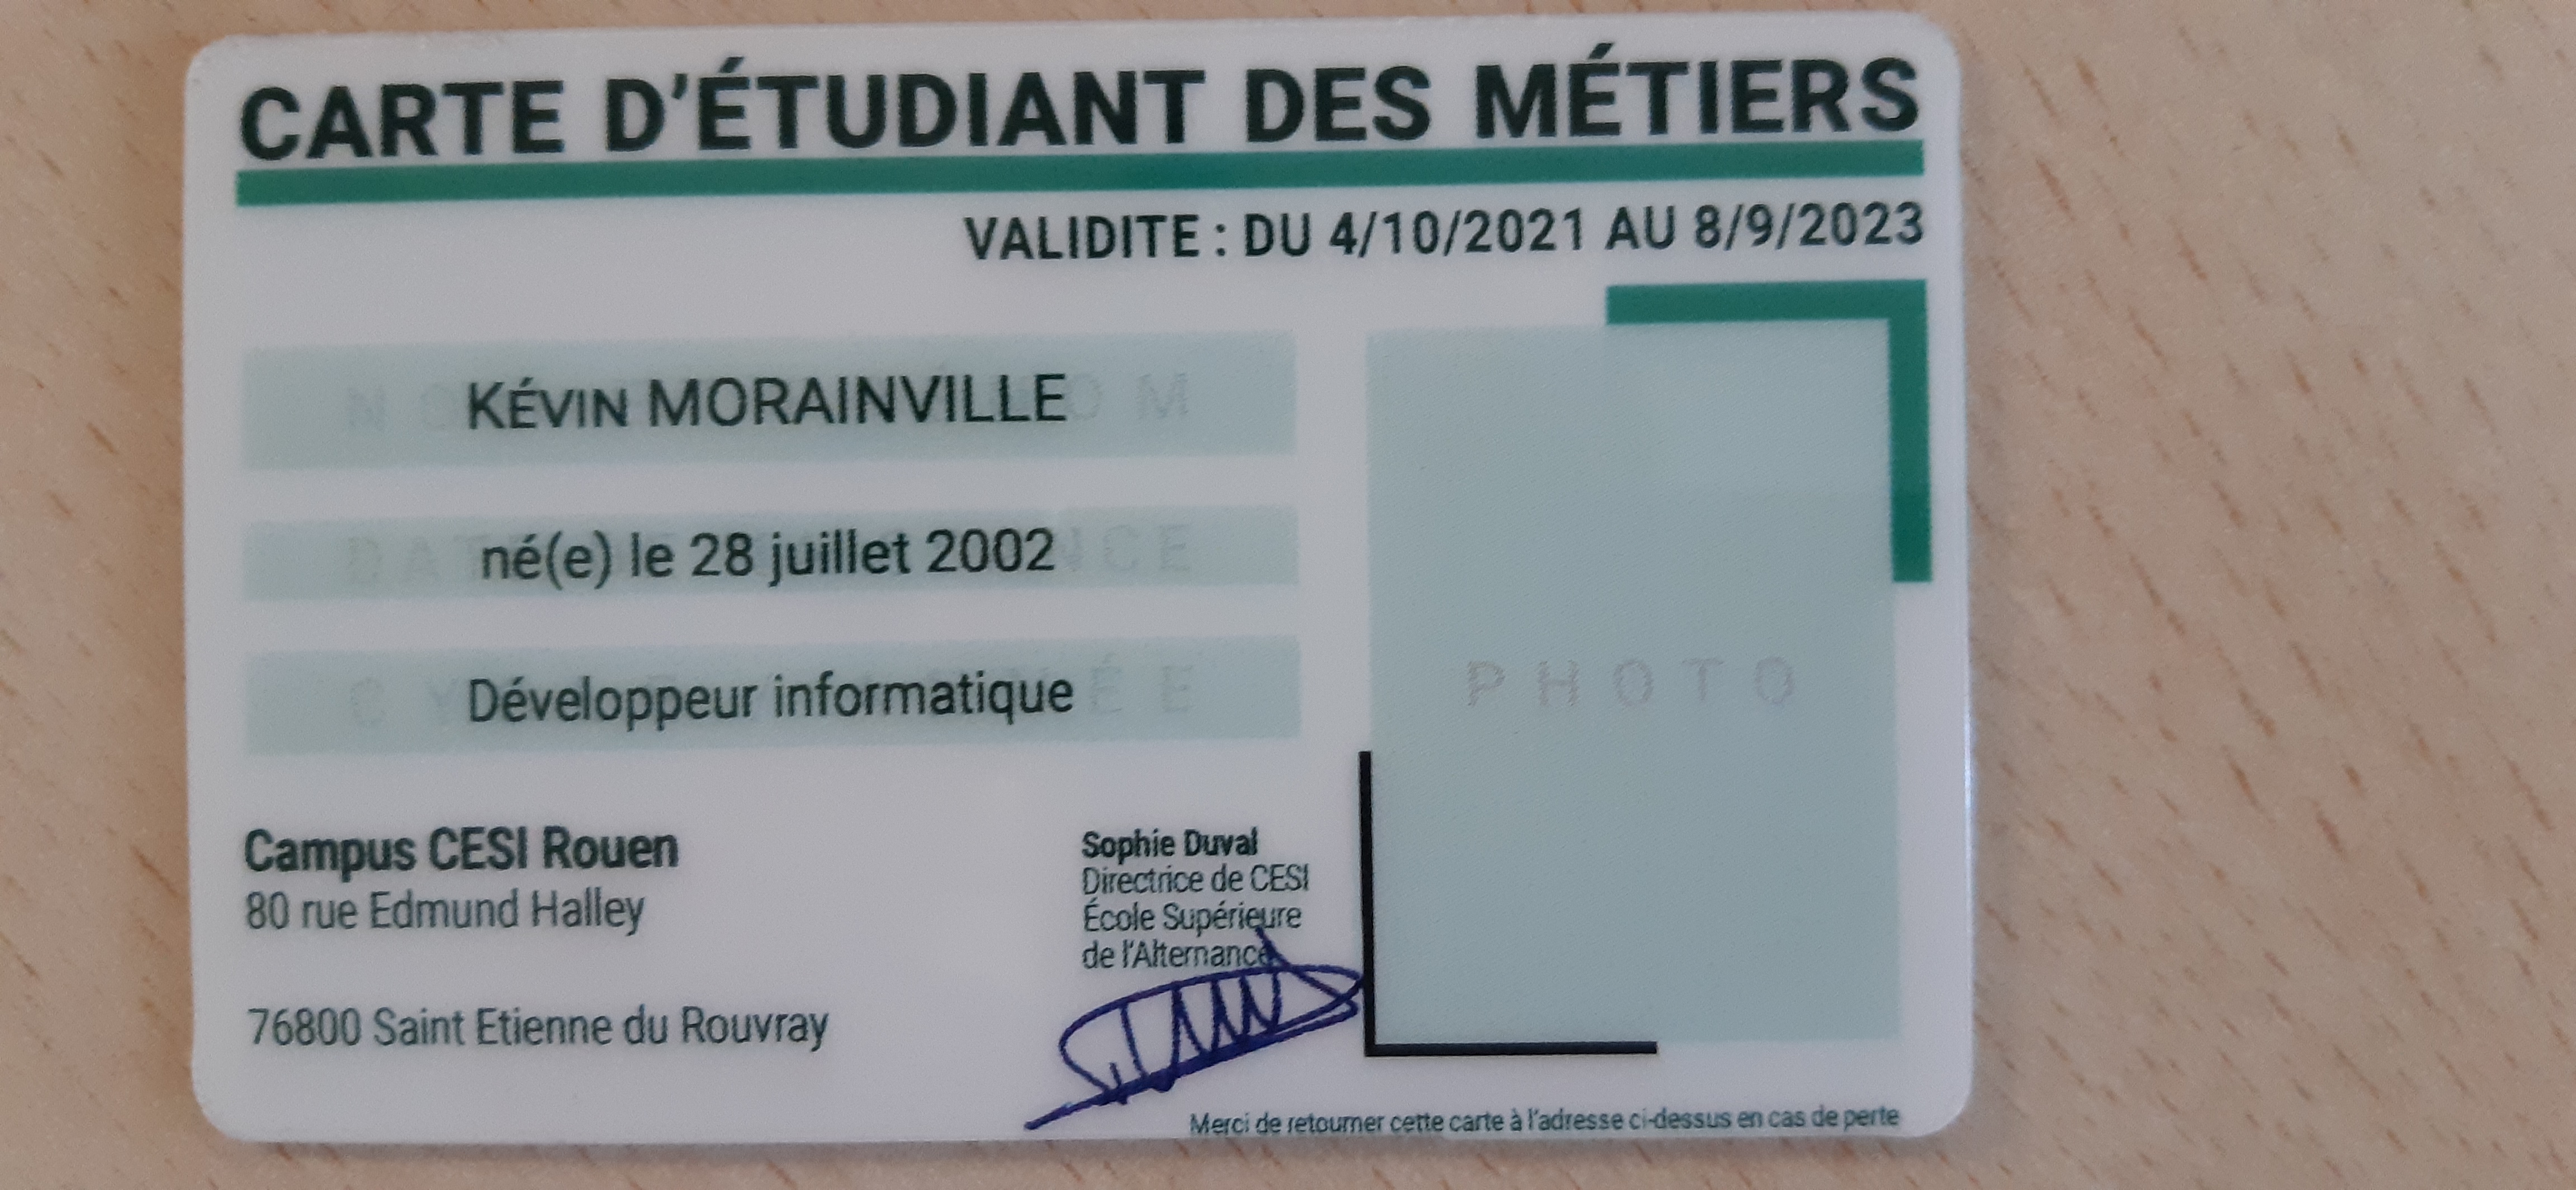 CARTE D'ÉTUDIANT DES MÉTIERS
VALIDITE : DU 4/10/2021 AU 8/9/2023
KÉVIN MORAINVILLE
né(e) le 28 juillet 2002
Développeur informatique
PHOTO
Campus CESI Rouen
80 rue Edmund Halley
76800 Saint Etienne du Rouvray
Sophie Duval
Directrice de CESI
École Supérieure
de l'Alternance
Merci de retourner cette carte à l'adresse ci-dessus en cas de perte